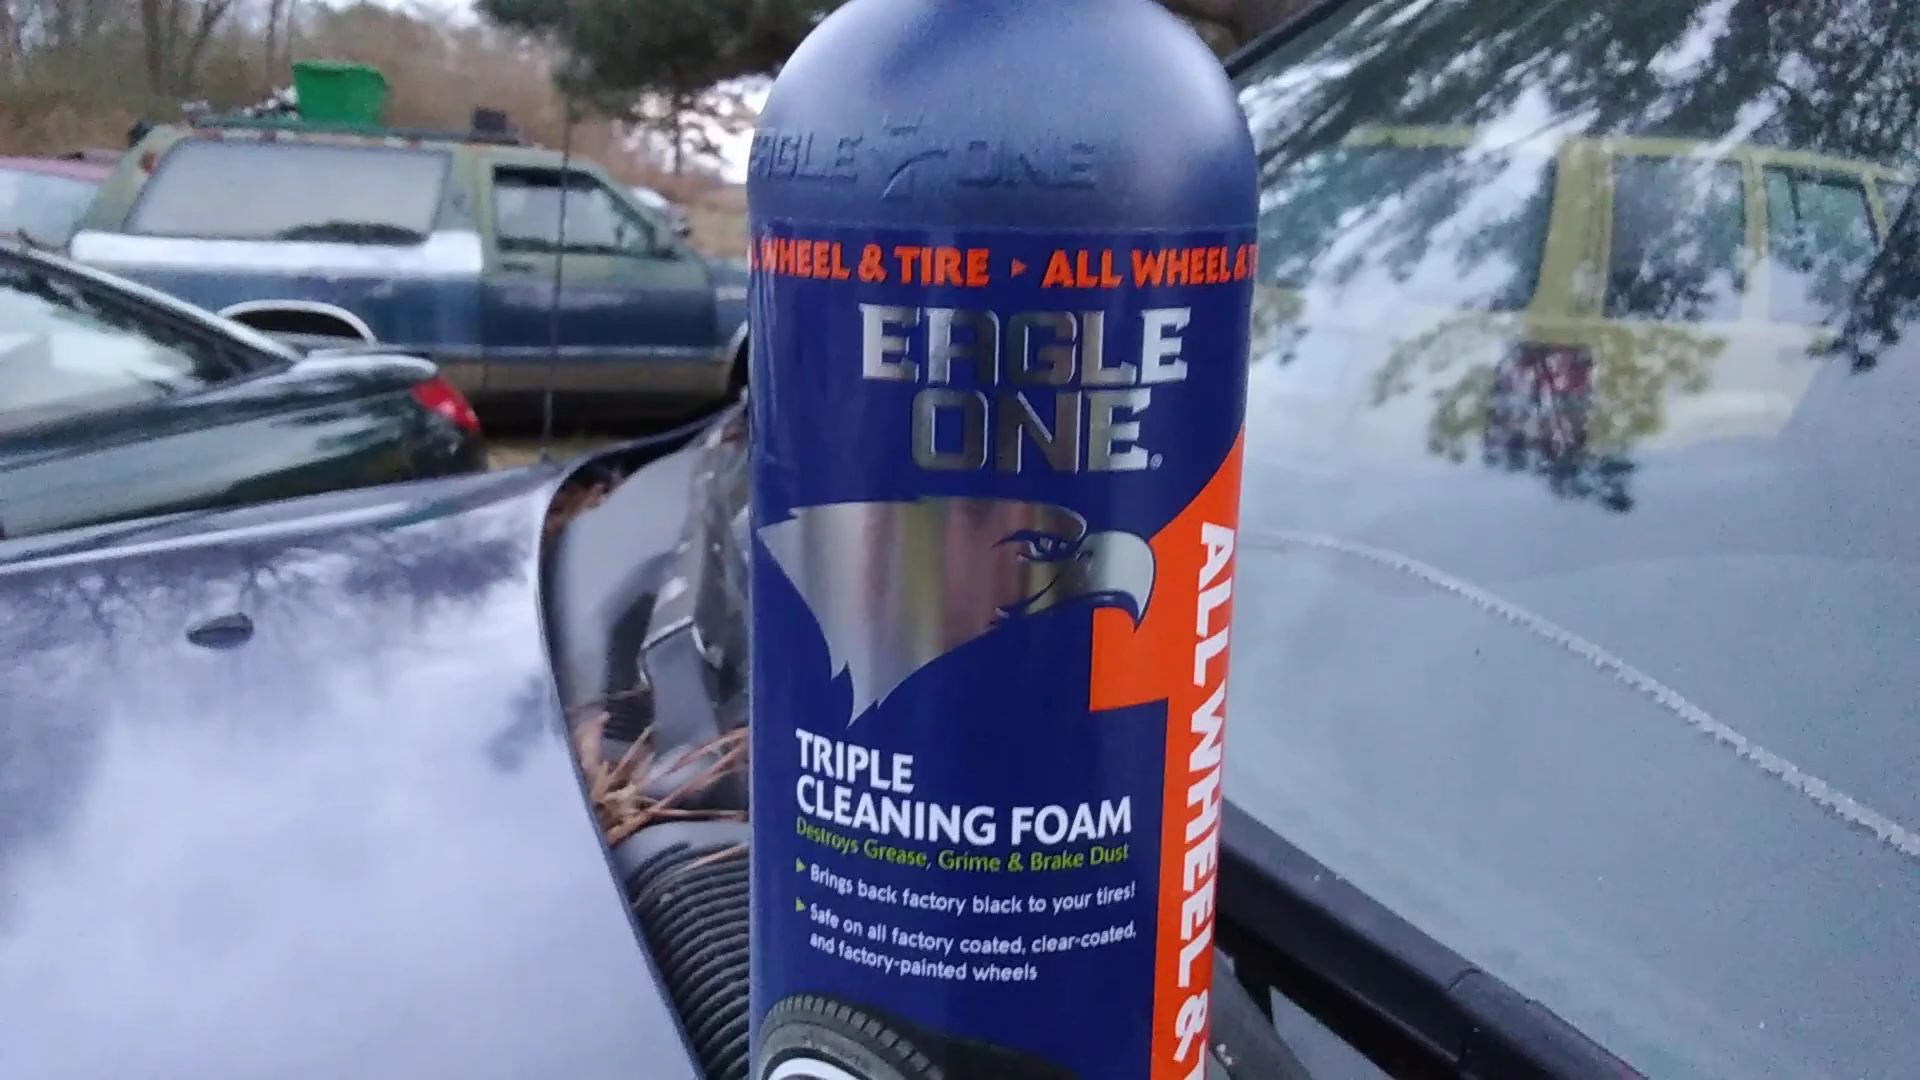 EAGLE ONE
WHEEL & TIRE ▸ ALL WHEEL &
EAGLE
ONE®
TRIPLE
CLEANING FOAM
Destroys Grease, Grime & Brake Dust
▸ Brings back factory black to your tires!
▸ Safe on all factory coated, clear-coated,
and factory-painted wheels
ALL WHEEL &